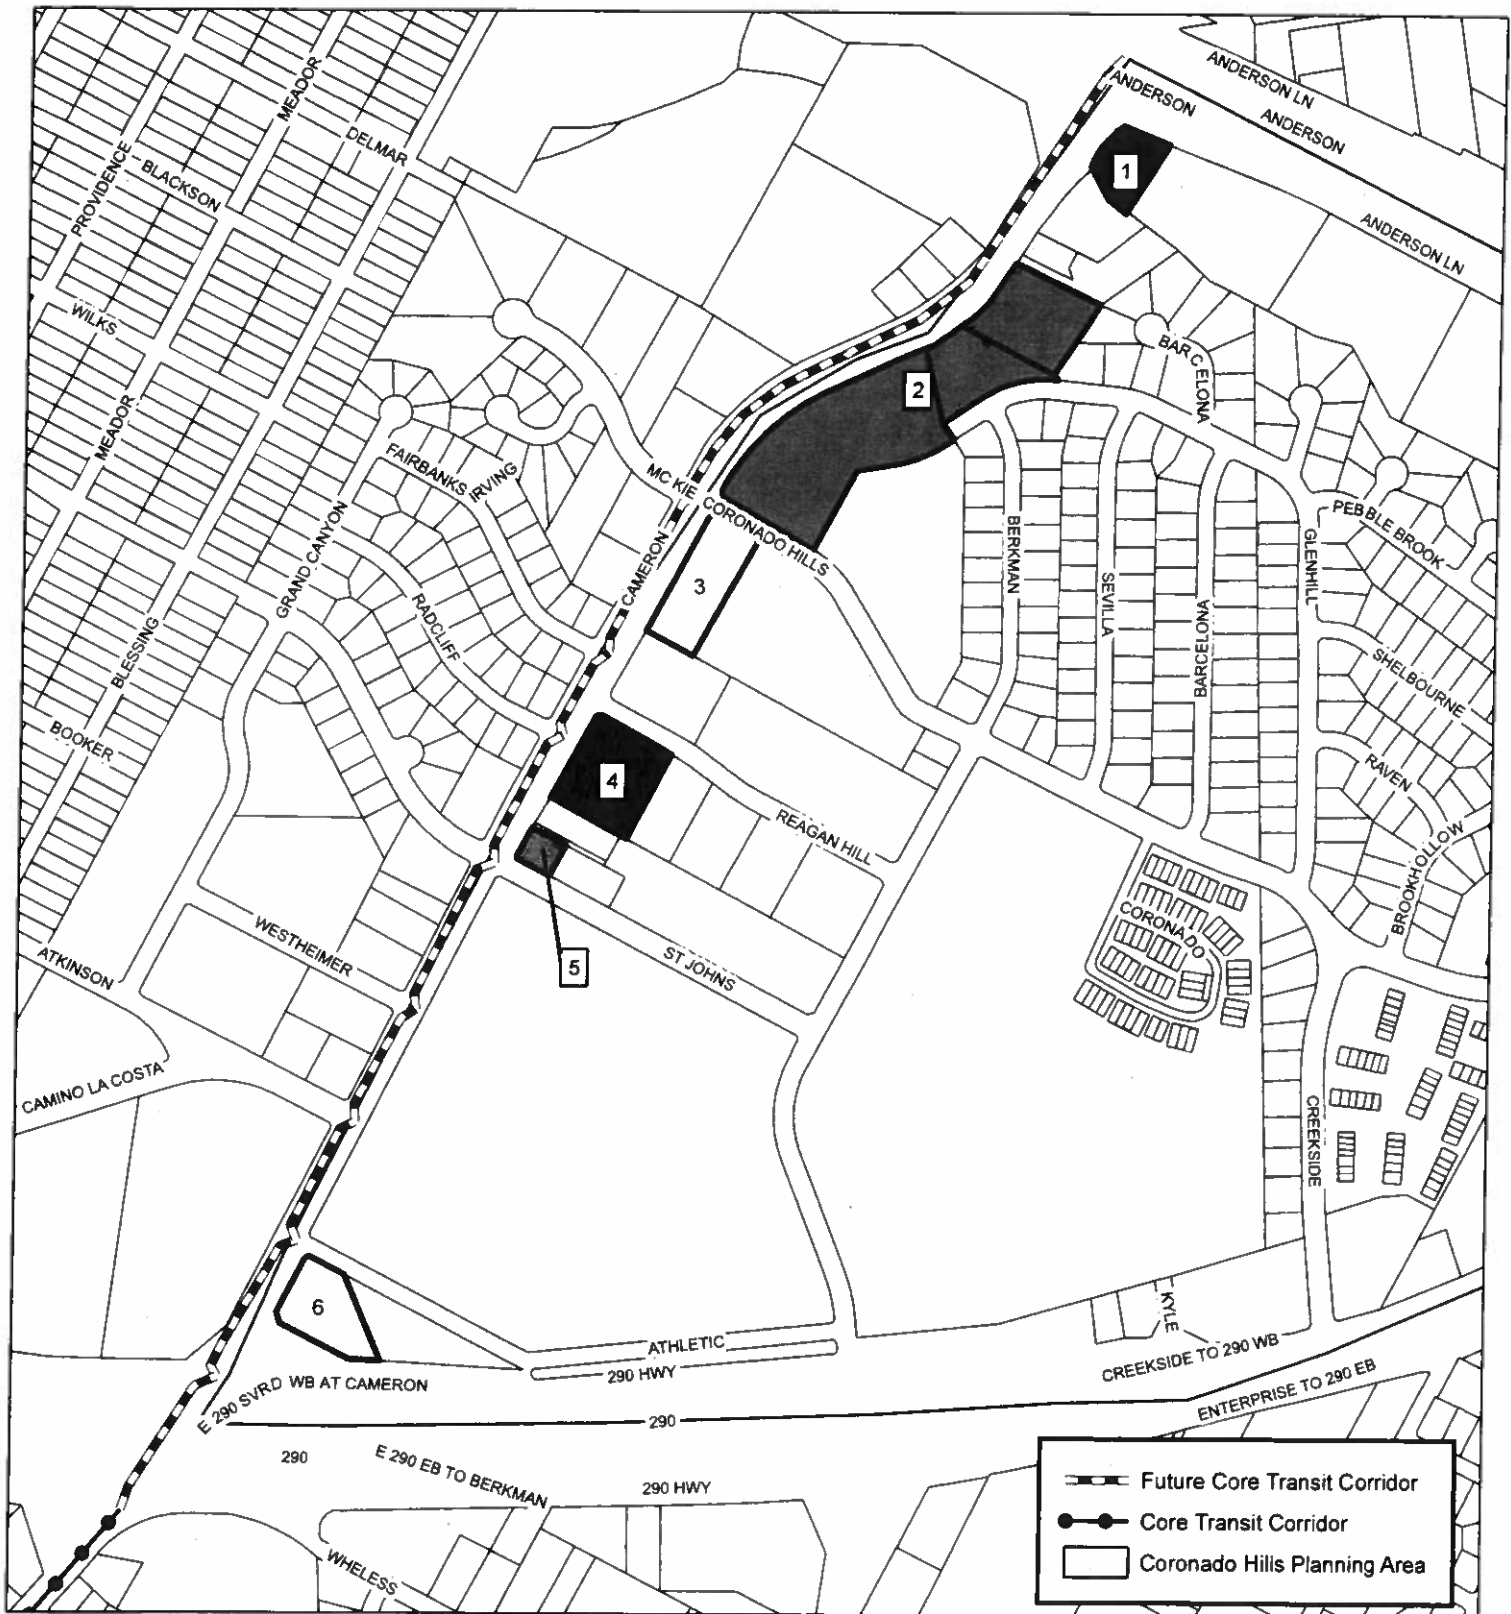 ANDERSON LN
ANDERSON
ANDERSON
MEADOR
DELMAR
PROVIDENCE
BLACKSON
1
ANDERSON LN
WILKS
BARCELONA
2
MEADOR
FAIRBANKS
IRVING
MC KIE
CORONADO HILLS
PEBBLE BROOK
GRAND CANYON
CAMERON
BERKMAN
GLENHILL
3
SEVILLA
RADCLIFF
BARCELONA
BLESSING
SHELBOURNE
BOOKER
4
RAVEN
REAGAN HILL
BROOKHOLLOW
CORONADO
WESTHEIMER
ST JOHNS
5
ATKINSON
CAMINO LA COSTA
CREEKSIDE
6
KYLE
ATHLETIC
290 HWY
CREEKSIDE TO 290 WB
E 290 SVRD WB AT CAMERON
ENTERPRISE TO 290 EB
290
290
E 290 EB TO BERKMAN
290 HWY
WHELESS
Future Core Transit Corridor
Core Transit Corridor
Coronado Hills Planning Area